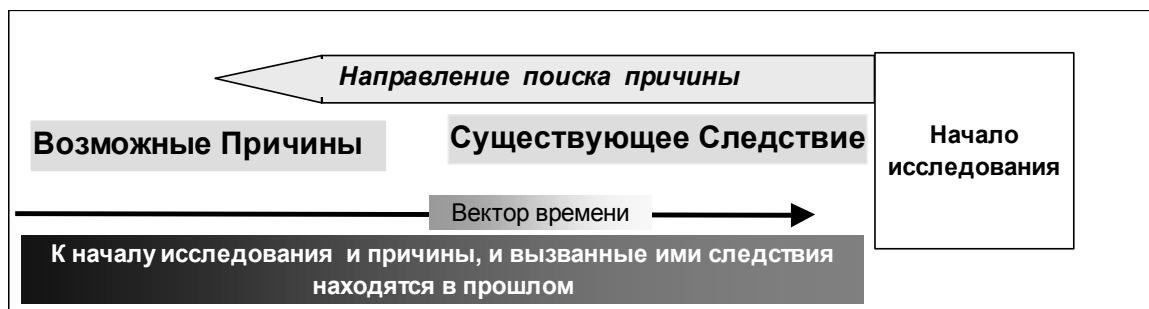 Направление поиска причины
Возможные Причины
Существующее Следствие
Начало
исследования
Вектор времени
К началу исследования и причины, и вызванные ими следствия
находятся в прошлом